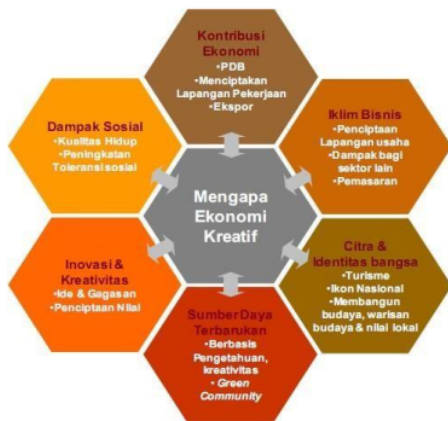 Kontribusi
Ekonomi
•PDB
•Menciptakan
Lapangan Pekerjaan
•Ekspor
Iklim Bisnis
•Penciptaan
Lapangan usaha
•Dampak bagi
sektor lain
•Pemasaran
Citra &
Identitas bangsa
•Turisme
•Ikon Nasional
•Membangun
budaya, warisan
budaya & nilai lokal
Sumber Daya
Terbarukan
•Berbasis
Pengetahuan,
kreativitas
• Green
Community
Inovasi &
Kreativitas
•Ide & Gagasan
•Penciptaan Nilai
Dampak Sosial
•Kualitas Hidup
•Peningkatan
Toleransi sosial
Mengapa
Ekonomi
Kreatif